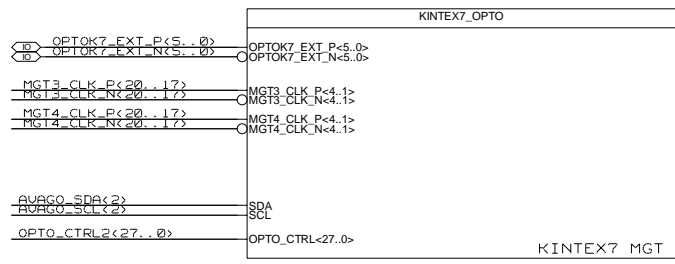 KINTEX7_OPTO
IO OPTOK7_EXT_P<5..0> OPTOK7_EXT_P<5..0>
IO OPTOK7_EXT_N<5..0> OPTOK7_EXT_N<5..0>
MGT3_CLK_P<20..17> MGT3_CLK_P<4..1>
MGT3_CLK_N<20..17> MGT3_CLK_N<4..1>
MGT4_CLK_P<20..17> MGT4_CLK_P<4..1>
MGT4_CLK_N<20..17> MGT4_CLK_N<4..1>
AVAGO_SDA<2> SDA
AVAGO_SCL<2> SCL
OPTO_CTRL2<27..0> OPTO_CTRL<27..0>
KINTEX7 MGT